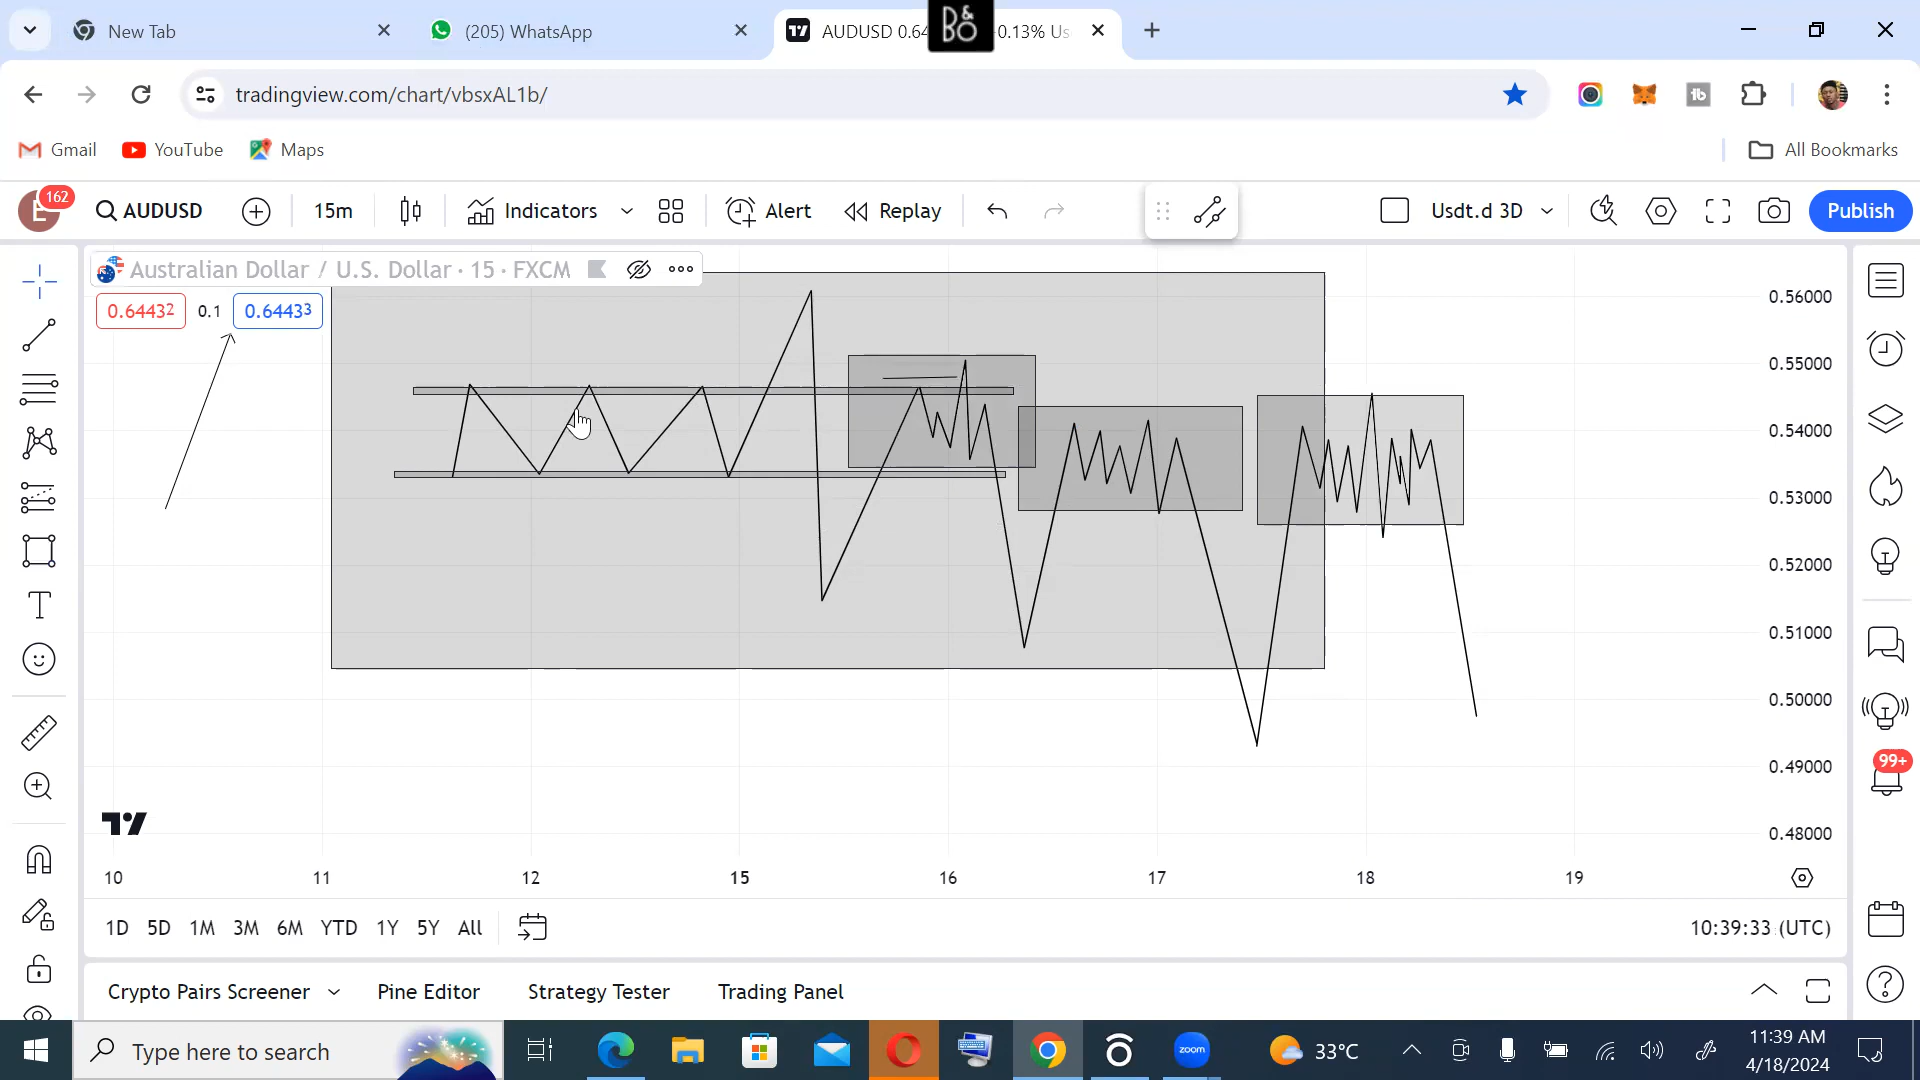 New Tab
(205) WhatsApp
AUDUSD 0.64
B&O
-0.13% Us
tradingview.com/chart/vbsxAL1b/
Gmail
YouTube
Maps
All Bookmarks
E
162
AUDUSD
15m
Indicators
Alert
Replay
Usdt.d 3D
Publish
Australian Dollar / U.S. Dollar · 15 · FXCM
0.64432
0.1
0.64433
0.56000
0.55000
0.54000
0.53000
0.52000
0.51000
0.50000
0.49000
0.48000
99+
10
11
12
15
16
17
18
19
1D
5D
1M
3M
6M
YTD
1Y
5Y
All
10:39:33 (UTC)
Crypto Pairs Screener
Pine Editor
Strategy Tester
Trading Panel
Type here to search
zoom
33°C
11:39 AM
4/18/2024